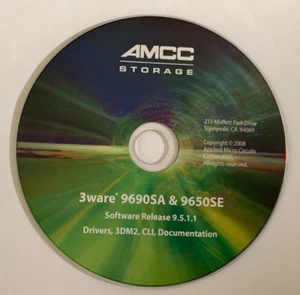 AMCC
STORAGE
215 Moffett Park Drive
Sunnyvale, CA 94089
Copyright © 2008
Applied Micro Circuits
Corporation
All rights reserved.
3ware® 9690SA & 9650SE
Software Release 9.5.1.1
Drivers, 3DM2, CLI, Documentation